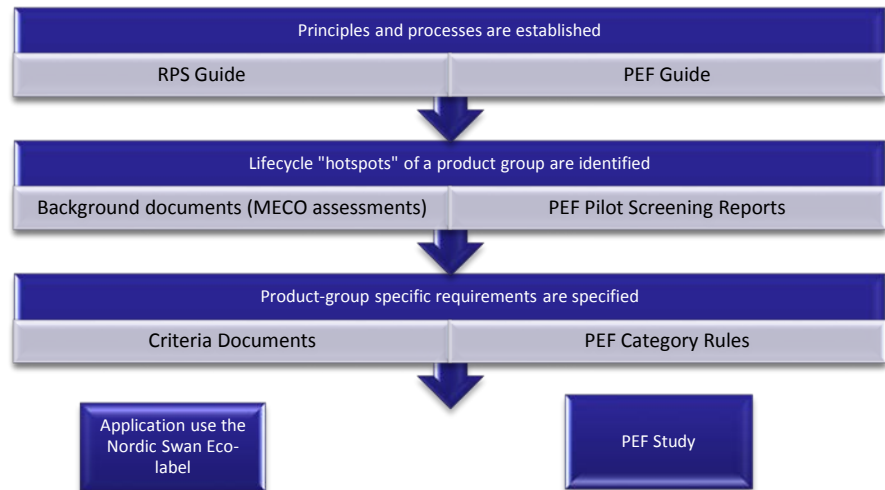 Principles and processes are established
RPS Guide
PEF Guide
Lifecycle "hotspots" of a product group are identified
Background documents (MECO assessments)
PEF Pilot Screening Reports
Product-group specific requirements are specified
Criteria Documents
PEF Category Rules
Application use the
Nordic Swan Eco-
label
PEF Study